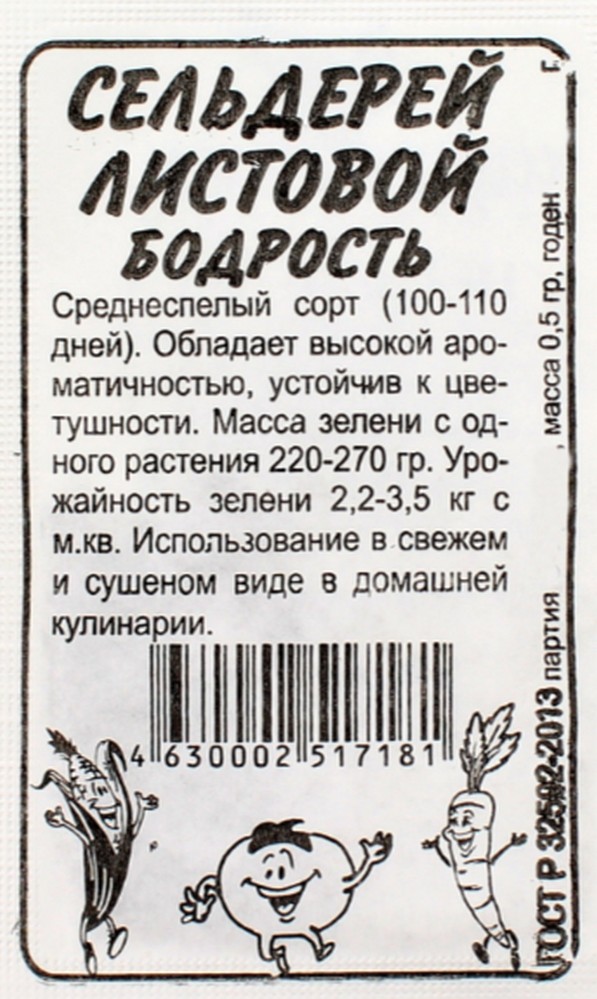 СЕЛЬДЕРЕЙ
ЛИСТОВОЙ
БОДРОСТЬ
Среднеспелый сорт (100-110
дней). Обладает высокой аро-
матичностью, устойчив к цве-
тушности. Масса зелени с од-
ного растения 220-270 гр. Уро-
жайность зелени 2,2-3,5 кг с
м.кв. Использование в свежем
и сушеном виде в домашней
кулинарии.
4 630002 517181
ГОСТ Р 32592-2013 партия , масса 0,5 гр, годен г.